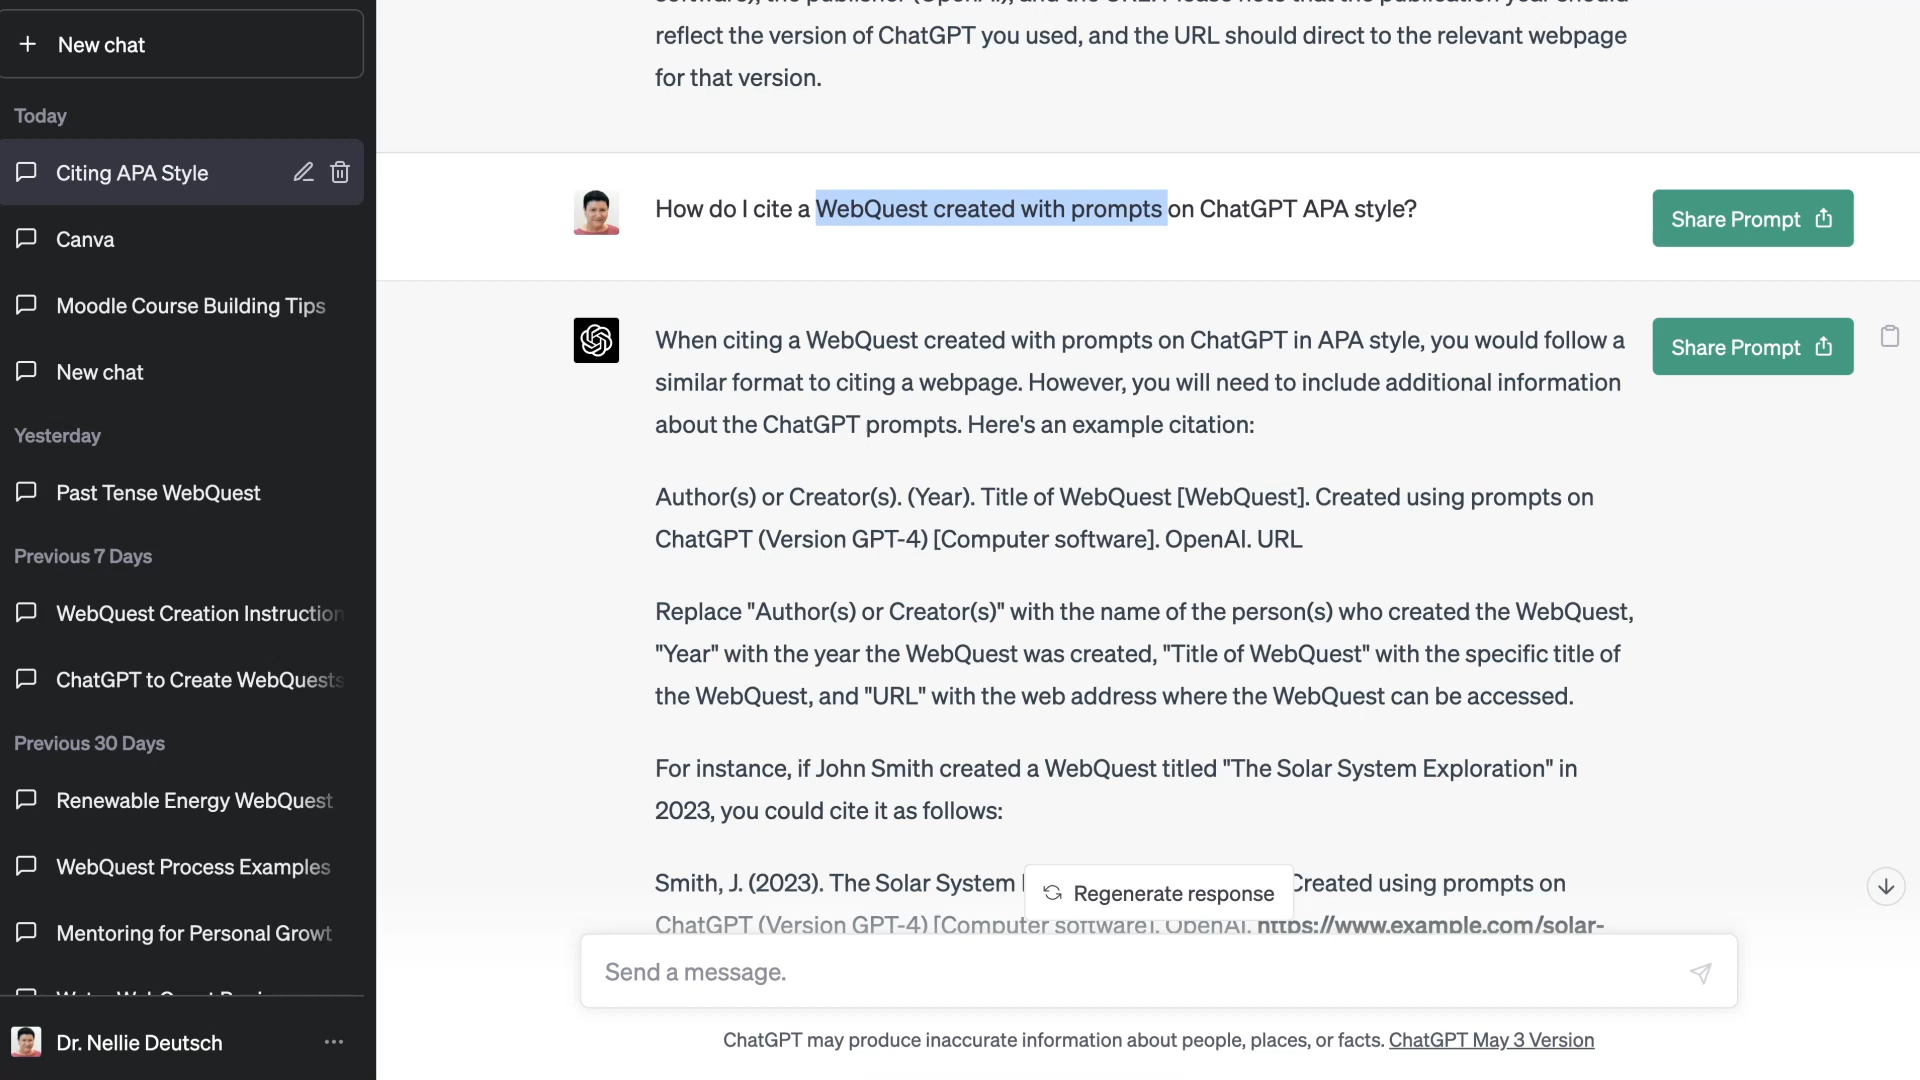 New chat
Today
Citing APA Style
Canva
Moodle Course Building Tips
New chat
Yesterday
Past Tense WebQuest
Previous 7 Days
WebQuest Creation Instruction
ChatGPT to Create WebQuests
Previous 30 Days
Renewable Energy WebQuest
WebQuest Process Examples
Mentoring for Personal Growt
Dr. Nellie Deutsch
reflect the version of ChatGPT you used, and the URL should direct to the relevant webpage
for that version.
How do I cite a WebQuest created with prompts on ChatGPT APA style?
Share Prompt
When citing a WebQuest created with prompts on ChatGPT in APA style, you would follow a
similar format to citing a webpage. However, you will need to include additional information
about the ChatGPT prompts. Here's an example citation:
Share Prompt
Author(s) or Creator(s). (Year). Title of WebQuest [WebQuest]. Created using prompts on
ChatGPT (Version GPT-4) [Computer software]. OpenAI. URL
Replace "Author(s) or Creator(s)" with the name of the person(s) who created the WebQuest,
"Year" with the year the WebQuest was created, "Title of WebQuest" with the specific title of
the WebQuest, and "URL" with the web address where the WebQuest can be accessed.
For instance, if John Smith created a WebQuest titled "The Solar System Exploration" in
2023, you could cite it as follows:
Smith, J. (2023). The Solar System Created using prompts on
ChatGPT (Version GPT-4) [Computer software]. OpenAI. https://www.example.com/solar-
Regenerate response
Send a message.
ChatGPT may produce inaccurate information about people, places, or facts. ChatGPT May 3 Version